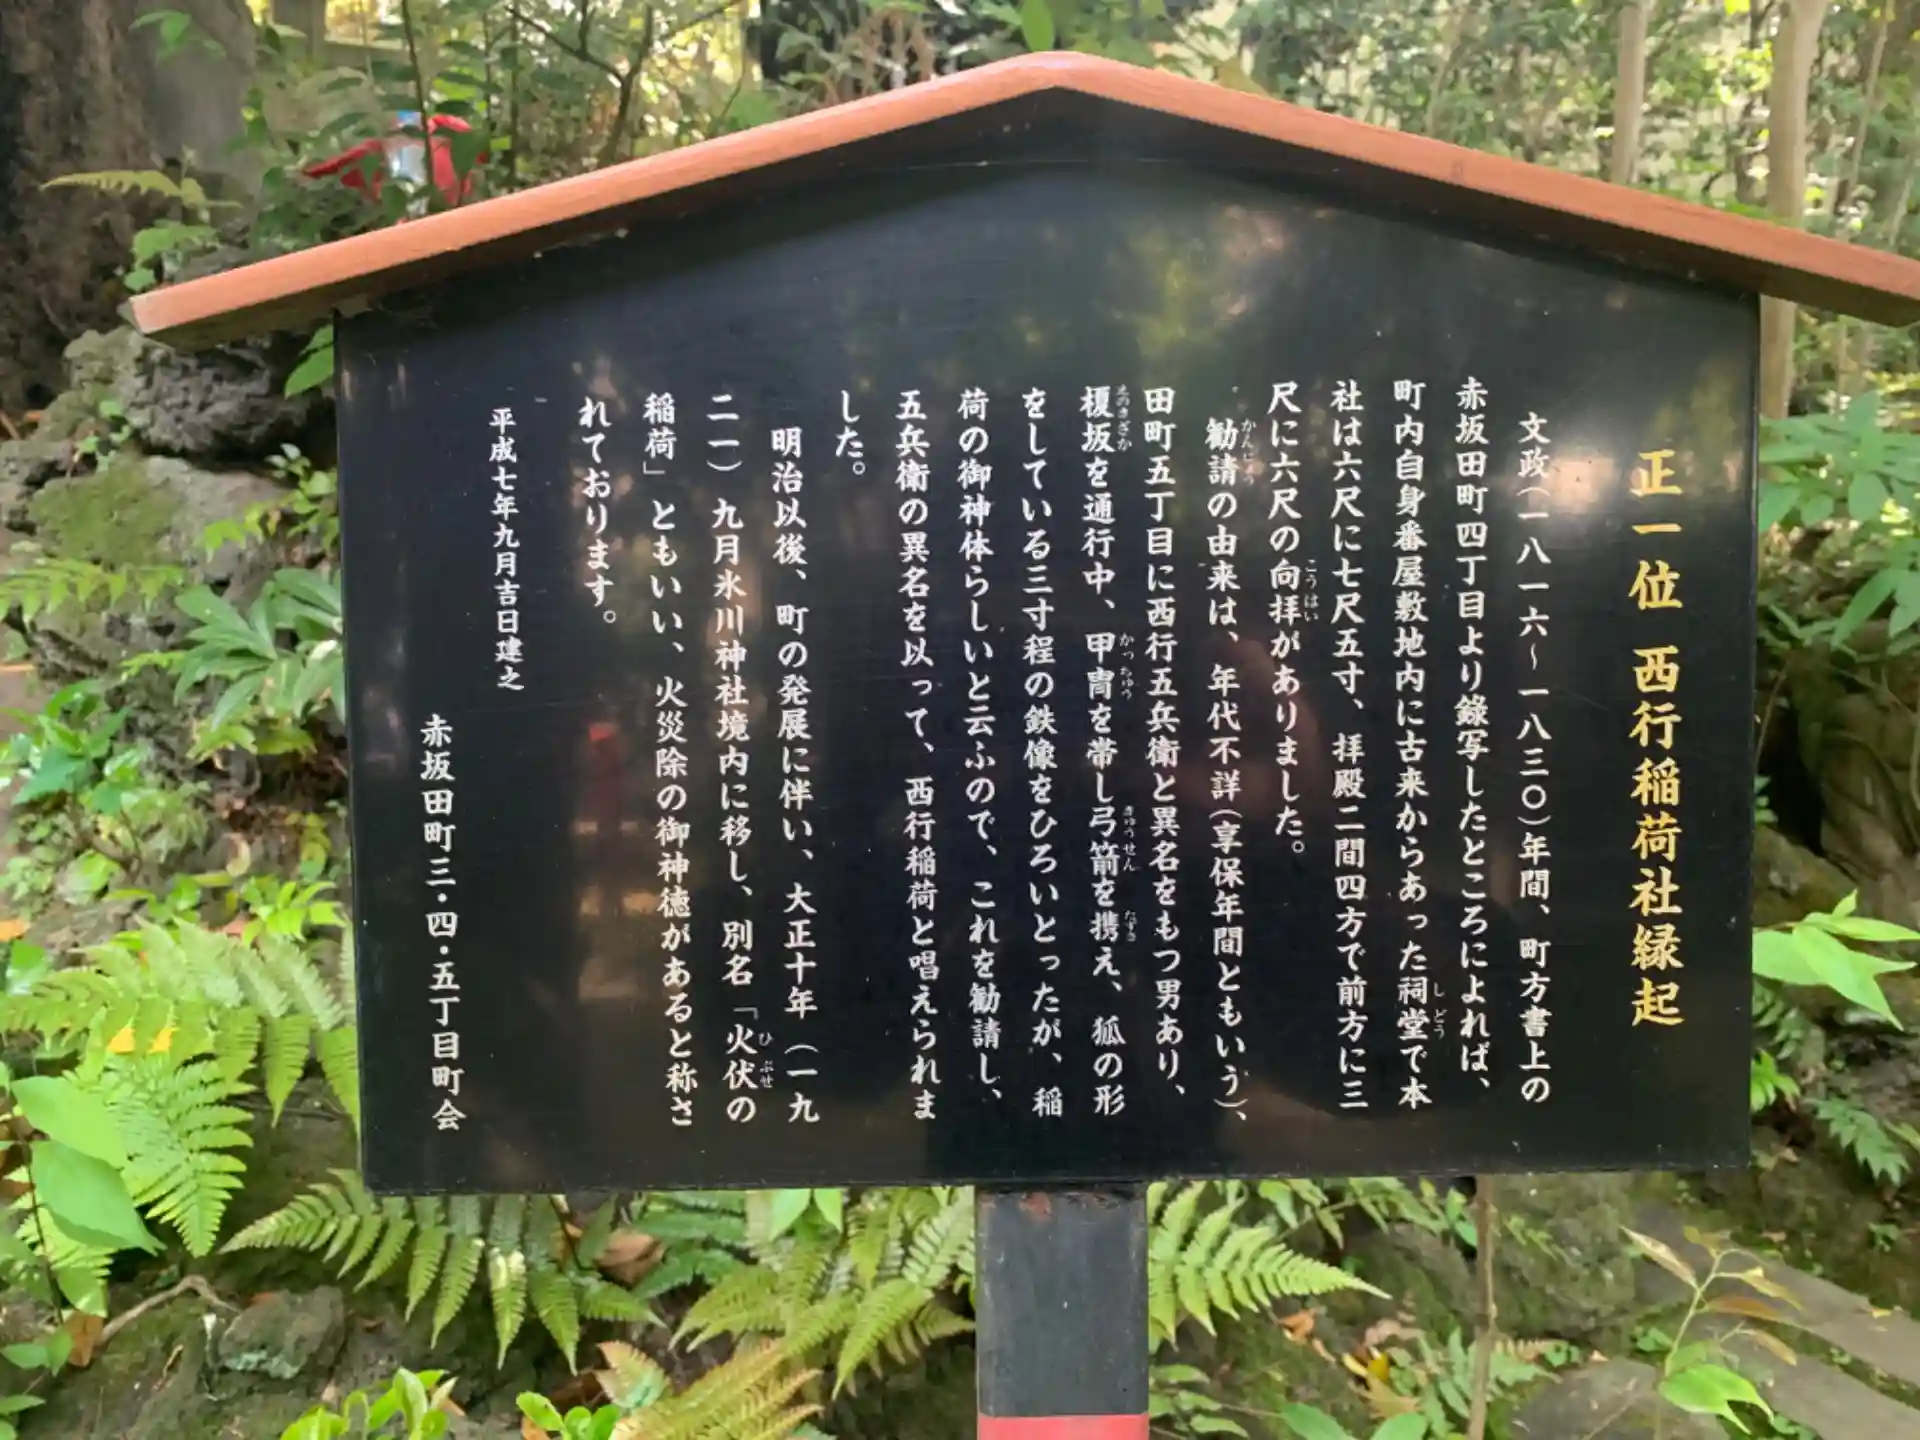 正一位 西行稲荷社縁起
文政（一八一六〜一八三〇）年間、町方書上の
赤坂田町四丁目より録写したところによれば、
町内自身番屋敷地内に古来からあった祠堂で本
社は六尺に七尺五寸、拝殿二間四方で前方に三
尺に六尺の向拝がありました。
勧請の由来は、年代不詳（享保年間ともいう）、
田町五丁目に西行五兵衛と異名をもつ男あり、
榎坂を通行中、甲冑を帯し弓箭を携え、狐の形
をしている三寸程の鉄像をひろいとったが、稲
荷の御神体らしいと云ふので、これを勧請し、
五兵衛の異名を以って、西行稲荷と唱えられま
した。
明治以後、町の発展に伴い、大正十年（一九
二一）九月氷川神社境内に移し、別名「火伏の
稲荷」ともいい、火災除の御神徳があると称さ
れております。
平成七年九月吉日建之
赤坂田町三・四・五丁目町会